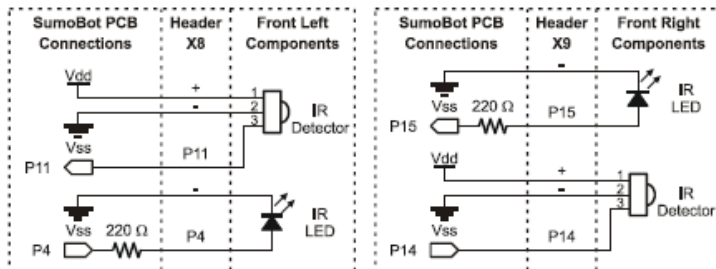 SumoBot PCB Connections
Header X8
Front Left Components
Vdd
+
-
1
2
3
IR Detector
Vss
P11
P11
-
IR LED
Vss
220 Ω
P4
P4
SumoBot PCB Connections
Header X9
Front Right Components
-
IR LED
Vss
220 Ω
P15
P15
Vdd
+
-
1
2
3
IR Detector
Vss
P14
P14